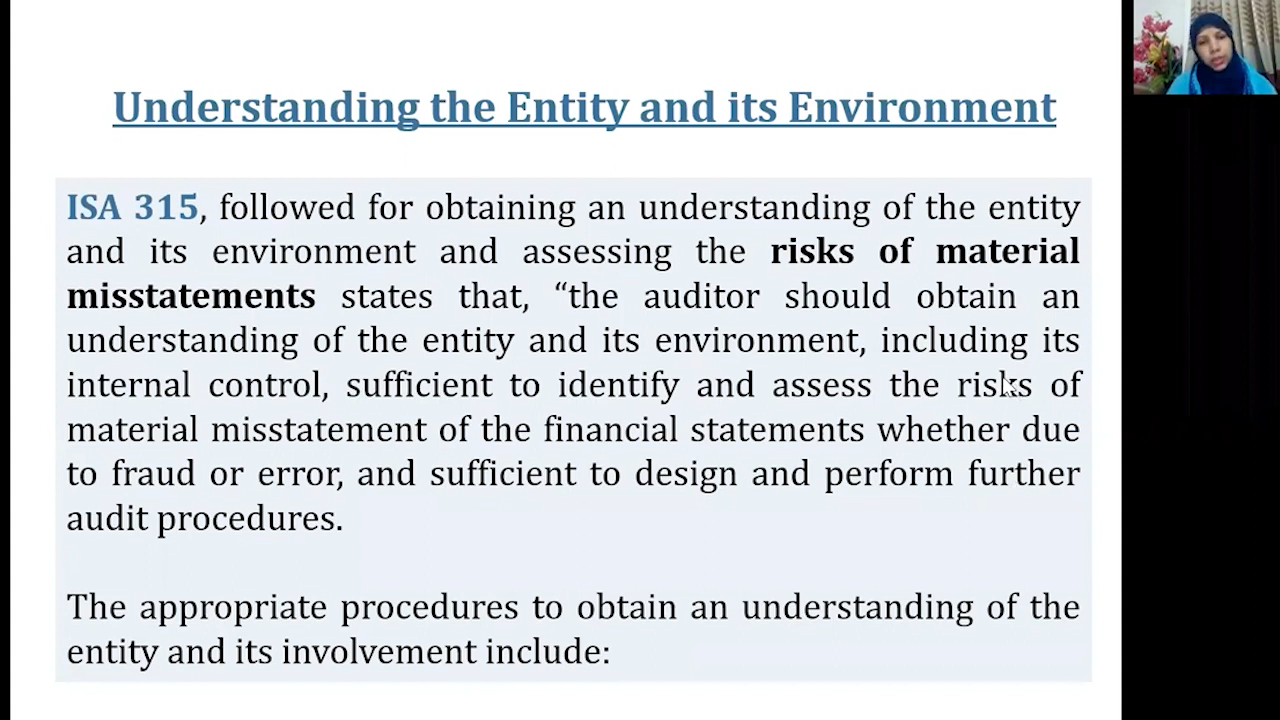 Understanding the Entity and its Environment
ISA 315, followed for obtaining an understanding of the entity
and its environment and assessing the risks of material
misstatements states that, “the auditor should obtain an
understanding of the entity and its environment, including its
internal control, sufficient to identify and assess the risks of
material misstatement of the financial statements whether due
to fraud or error, and sufficient to design and perform further
audit procedures.
The appropriate procedures to obtain an understanding of the
entity and its involvement include: